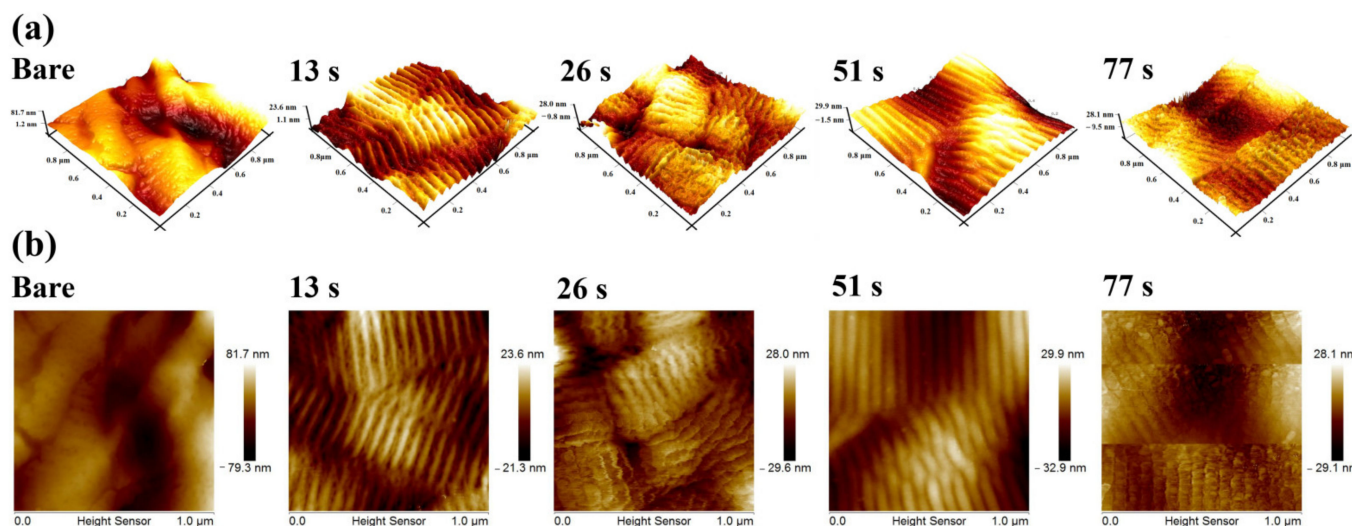 (a)
Bare
13 s
26 s
51 s
77 s
81.7 nm
1.2 nm
0.8 µm
0.6
0.4
0.2
0.2
0.4
0.6
0.8 µm
23.6 nm
1.1 nm
0.8µm
0.6
0.4
0.2
0.2
0.4
0.6
0.8 µm
28.0 nm
−9.8 nm
0.8 µm
0.6
0.4
0.2
0.2
0.4
0.6
0.8 µm
29.9 nm
−1.5 nm
0.8 µm
0.6
0.4
0.2
0.2
0.4
0.6
0.8 µm
28.1 nm
−9.5 nm
0.8 µm
0.6
0.4
0.2
0.2
0.4
0.6
0.8 µm
(b)
Bare
13 s
26 s
51 s
77 s
81.7 nm
−79.3 nm
0.0 Height Sensor 1.0 µm
23.6 nm
−21.3 nm
0.0 Height Sensor 1.0 µm
28.0 nm
−29.6 nm
0.0 Height Sensor 1.0 µm
29.9 nm
−32.9 nm
0.0 Height Sensor 1.0 µm
28.1 nm
−29.1 nm
0.0 Height Sensor 1.0 µm